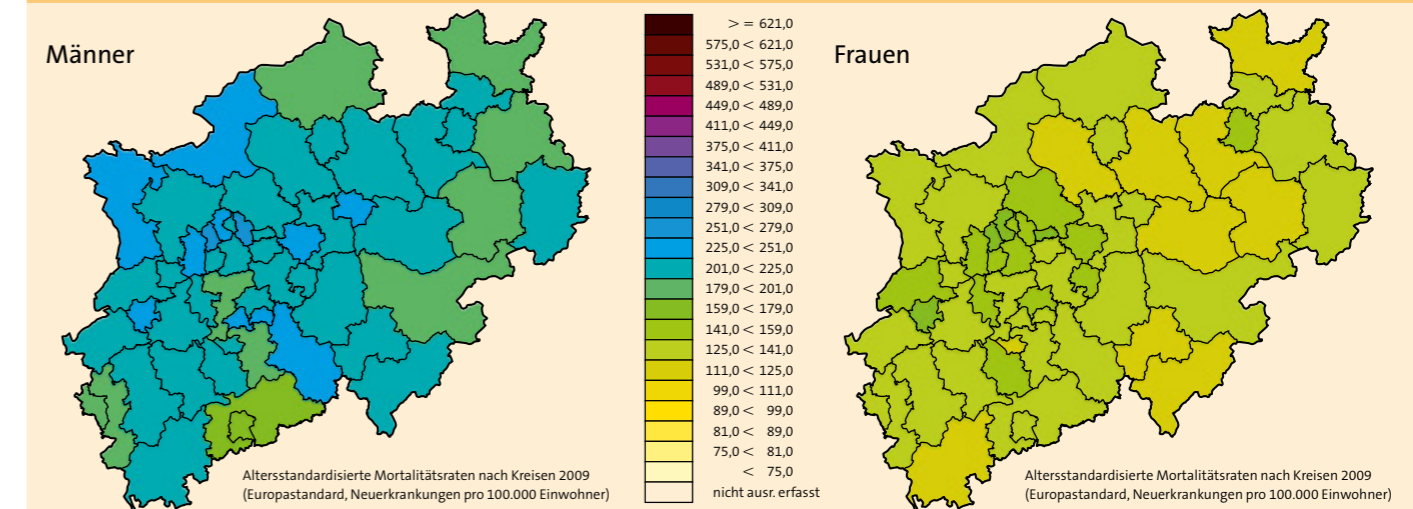 Männer
> = 621,0
575,0 < 621,0
531,0 < 575,0
489,0 < 531,0
449,0 < 489,0
411,0 < 449,0
375,0 < 411,0
341,0 < 375,0
309,0 < 341,0
279,0 < 309,0
251,0 < 279,0
225,0 < 251,0
201,0 < 225,0
179,0 < 201,0
159,0 < 179,0
141,0 < 159,0
125,0 < 141,0
111,0 < 125,0
99,0 < 111,0
89,0 < 99,0
81,0 < 89,0
75,0 < 81,0
< 75,0
nicht ausr. erfasst
Altersstandardisierte Mortalitätsraten nach Kreisen 2009
(Europastandard, Neuerkrankungen pro 100.000 Einwohner)
Frauen
Altersstandardisierte Mortalitätsraten nach Kreisen 2009
(Europastandard, Neuerkrankungen pro 100.000 Einwohner)